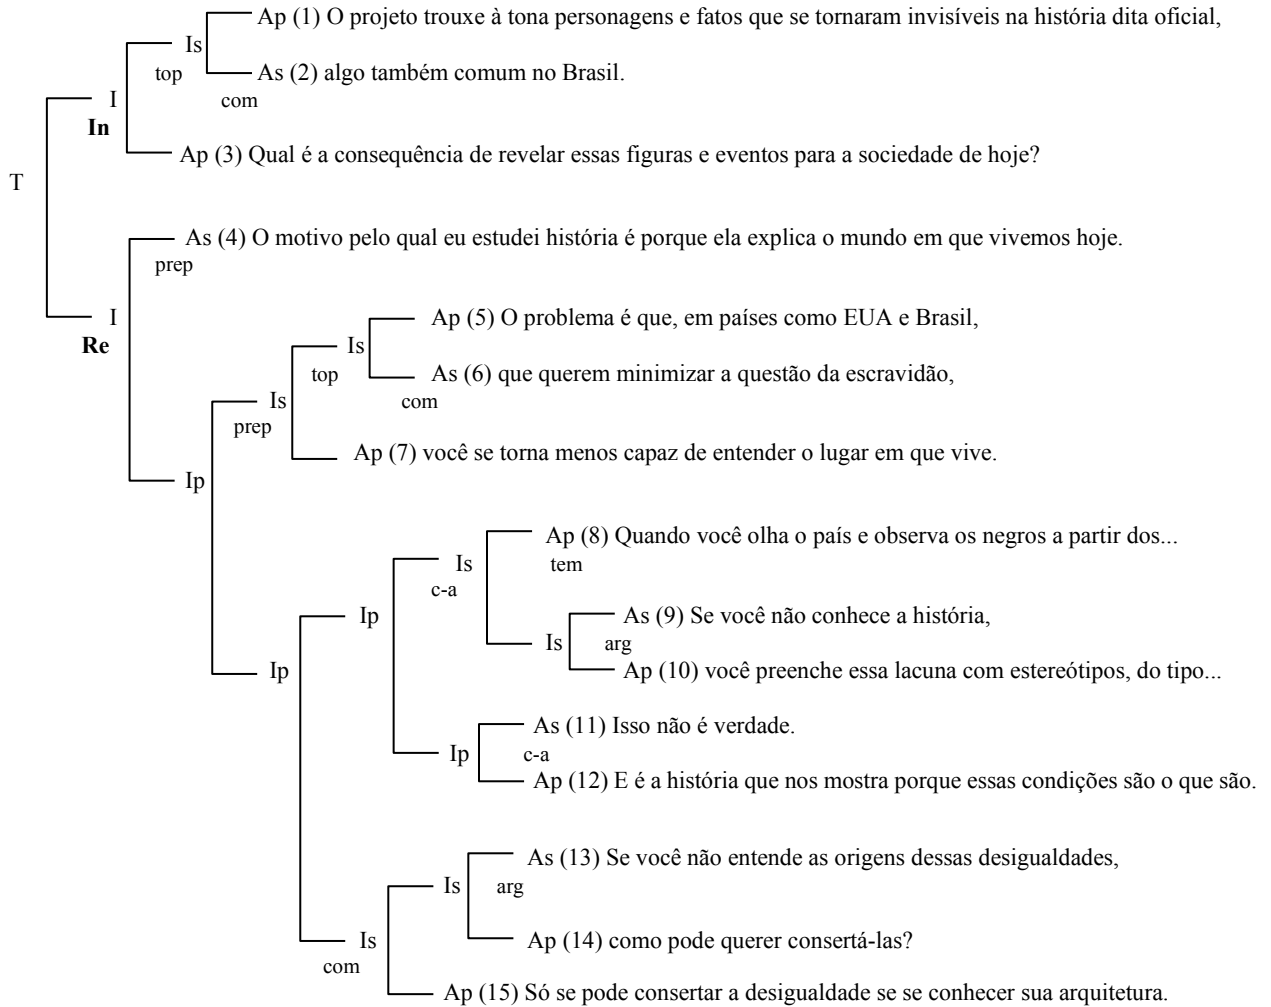 Ap (1) O projeto trouxe à tona personagens e fatos que se tornaram invisíveis na história dita oficial,
Is
top
As (2) algo também comum no Brasil.
com
I
In
Ap (3) Qual é a consequência de revelar essas figuras e eventos para a sociedade de hoje?
T
As (4) O motivo pelo qual eu estudei história é porque ela explica o mundo em que vivemos hoje.
prep
I
Re
Ap (5) O problema é que, em países como EUA e Brasil,
Is
top
As (6) que querem minimizar a questão da escravidão,
com
Is
prep
Ap (7) você se torna menos capaz de entender o lugar em que vive.
Ip
Ap (8) Quando você olha o país e observa os negros a partir dos...
tem
Is
c-a
As (9) Se você não conhece a história,
Is
arg
Ap (10) você preenche essa lacuna com estereótipos, do tipo...
Ip
Ip
As (11) Isso não é verdade.
Ip
c-a
Ap (12) E é a história que nos mostra porque essas condições são o que são.
As (13) Se você não entende as origens dessas desigualdades,
Is
arg
Ap (14) como pode querer consertá-las?
Is
com
Ap (15) Só se pode consertar a desigualdade se se conhecer sua arquitetura.